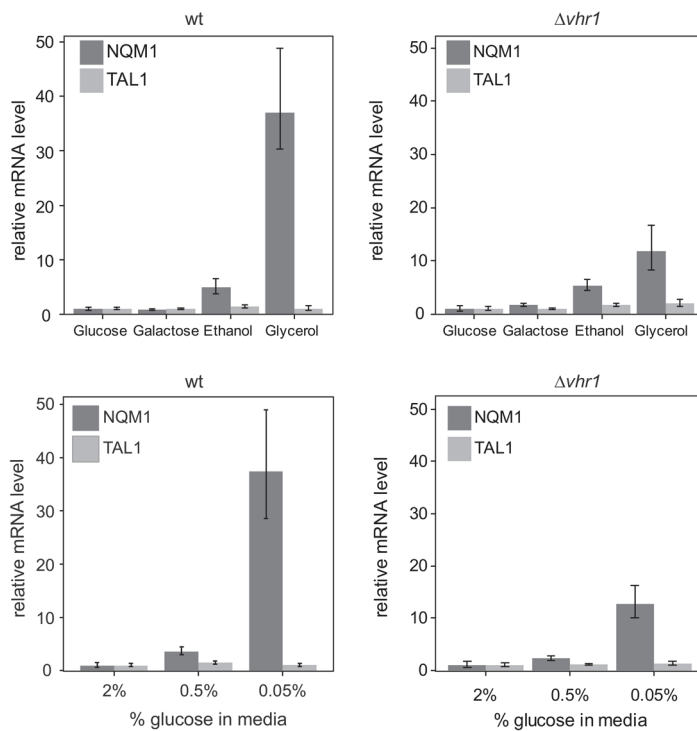 wt
50
40
30
20
10
0
relative mRNA level
NQM1
TAL1
Glucose Galactose Ethanol Glycerol
Δvhr1
50
40
30
20
10
0
relative mRNA level
NQM1
TAL1
Glucose Galactose Ethanol Glycerol
wt
50
40
30
20
10
0
relative mRNA level
NQM1
TAL1
2% 0.5% 0.05%
% glucose in media
Δvhr1
50
40
30
20
10
0
relative mRNA level
NQM1
TAL1
2% 0.5% 0.05%
% glucose in media